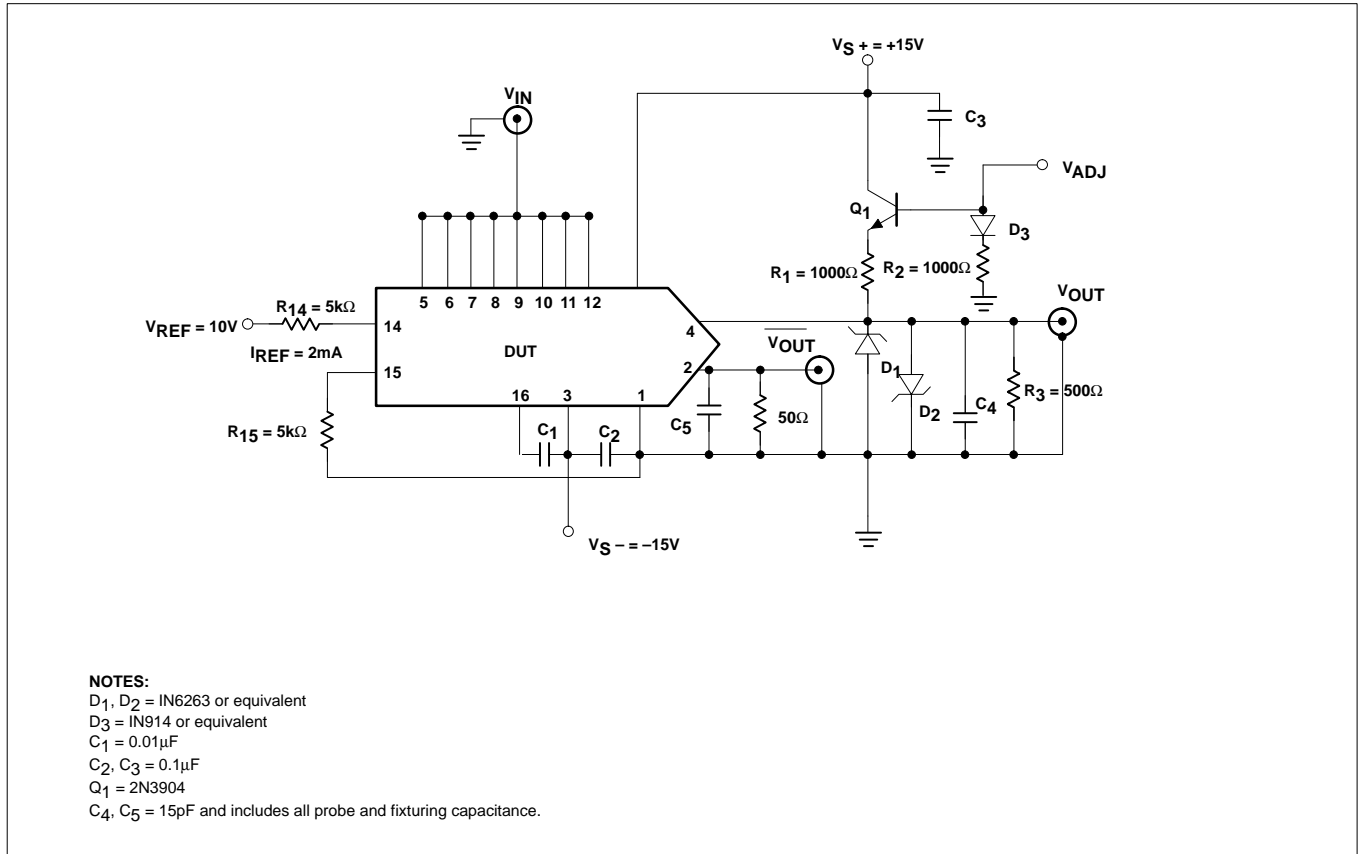 VS + = +15V
VIN
C3
VADJ
Q1
D3
R1 = 1000Ω
R2 = 1000Ω
VOUT
5 6 7 8 9 10 11 12
R14 = 5kΩ
VREF = 10V
14
4
VOUT
IREF = 2mA
DUT
D1
15
2
D2
C4
R3 = 500Ω
16
3
1
C5
50Ω
R15 = 5kΩ
C1
C2
VS – = –15V
NOTES:
D1, D2 = IN6263 or equivalent
D3 = IN914 or equivalent
C1 = 0.01µF
C2, C3 = 0.1µF
Q1 = 2N3904
C4, C5 = 15pF and includes all probe and fixturing capacitance.